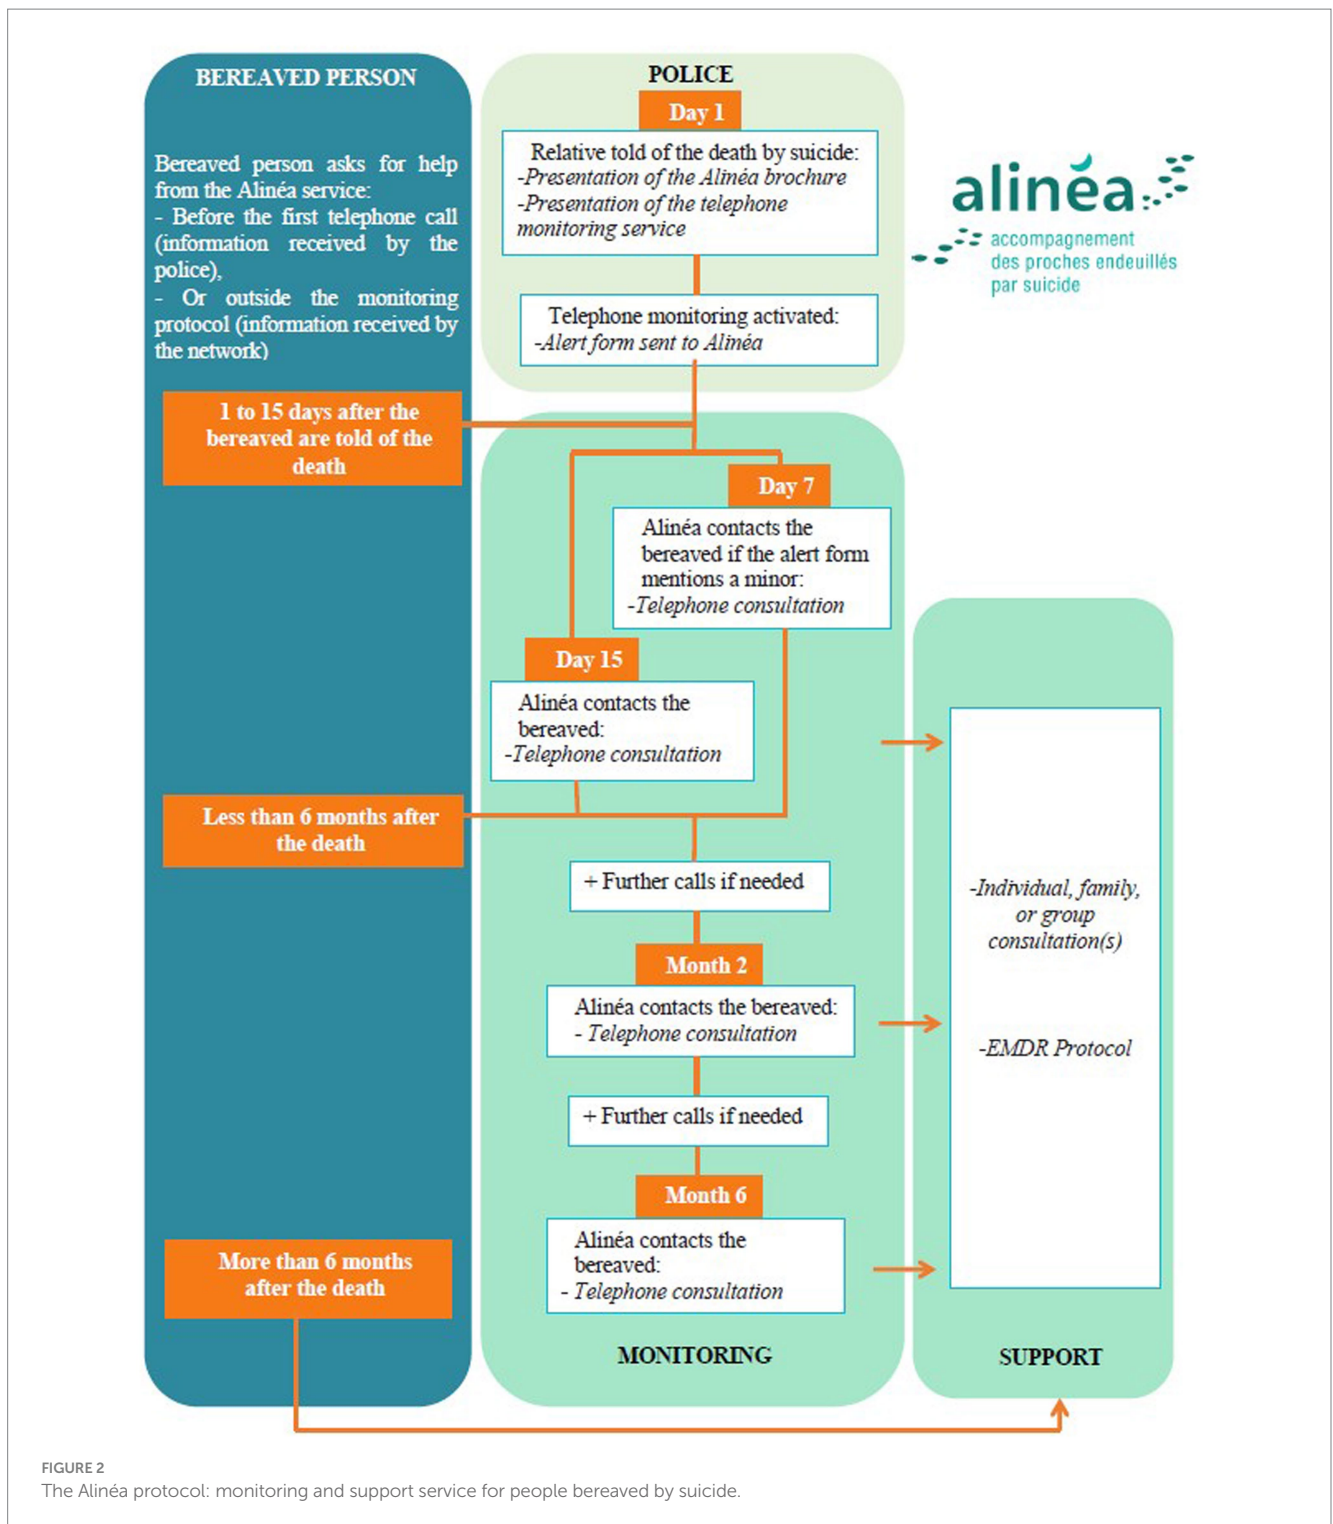 BEREAVED PERSON
Bereaved person asks for help
from the Alinéa service:
- Before the first telephone call
(information received by the
police),
- Or outside the monitoring
protocol (information received by
the network)
1 to 15 days after the
bereaved are told of the
death
Less than 6 months after
the death
More than 6 months
after the death
POLICE
Day 1
Relative told of the death by suicide:
-Presentation of the Alinéa brochure
-Presentation of the telephone
monitoring service
Telephone monitoring activated:
-Alert form sent to Alinéa
Day 7
Alinéa contacts the
bereaved if the alert form
mentions a minor:
-Telephone consultation
Day 15
Alinéa contacts the
bereaved:
-Telephone consultation
+ Further calls if needed
Month 2
Alinéa contacts the bereaved:
- Telephone consultation
+ Further calls if needed
Month 6
Alinéa contacts the
bereaved:
- Telephone consultation
MONITORING
alinéa
accompagnement
des proches endeuillés
par suicide
-Individual, family,
or group
consultation(s)
-EMDR Protocol
SUPPORT
FIGURE 2
The Alinéa protocol: monitoring and support service for people bereaved by suicide.